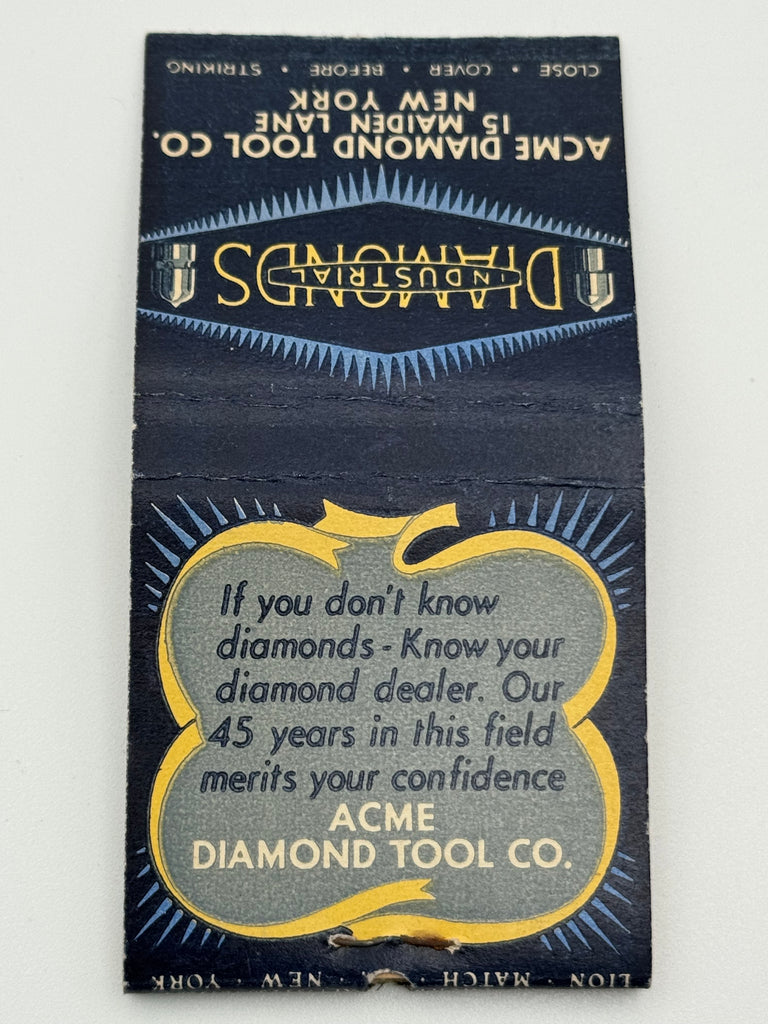 CLOSE • COVER • BEFORE • STRIKING
ACME DIAMOND TOOL CO.
15 MAIDEN LANE
NEW YORK
DIAMONDS
INDUSTRIAL
If you don't know
diamonds - Know your
diamond dealer. Our
45 years in this field
merits your confidence
ACME
DIAMOND TOOL CO.
LION • MATCH • NEW • YORK